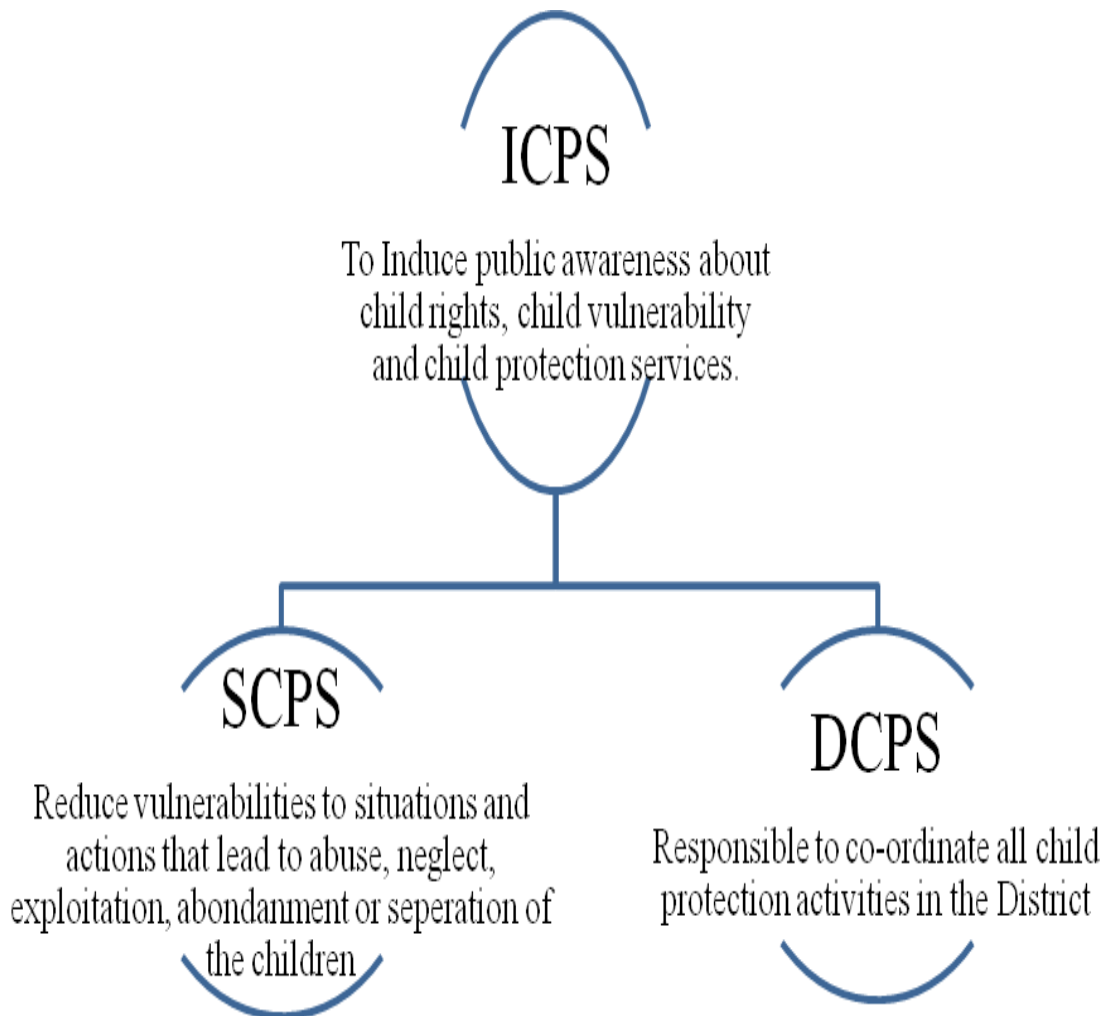 ICPS
To Induce public awareness about
child rights, child vulnerability
and child protection services.
SCPS
Reduce vulnerabilities to situations and
actions that lead to abuse, neglect,
exploitation, abondanment or seperation of
the children
DCPS
Responsible to co-ordinate all child
protection activities in the District